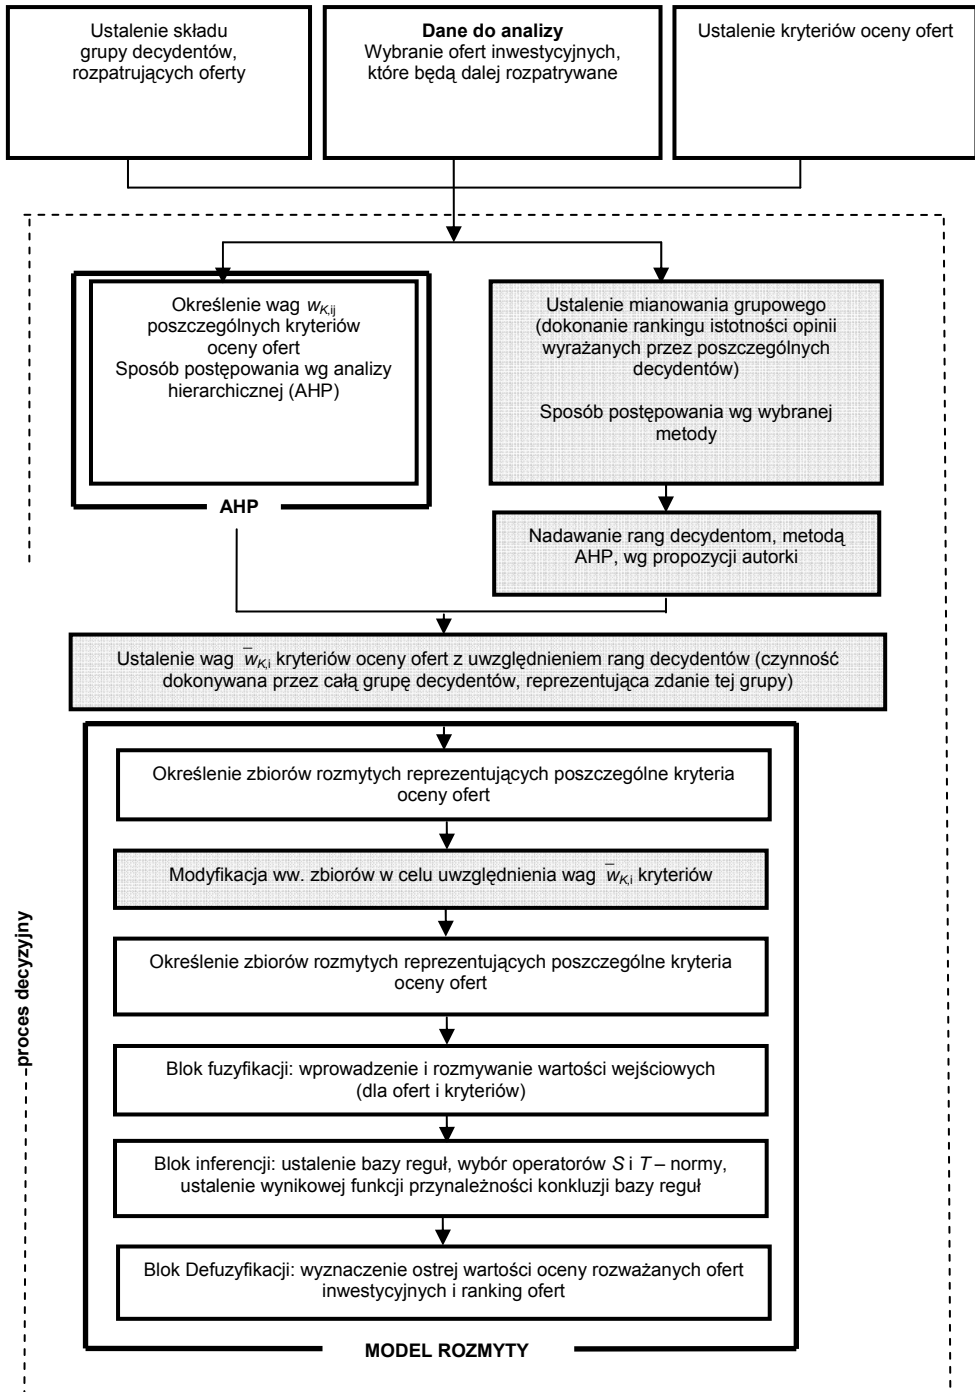 Ustalenie składu
grupy decydentów,
rozpatrujących oferty
Dane do analizy
Wybranie ofert inwestycyjnych,
które będą dalej rozpatrywane
Ustalenie kryteriów oceny ofert
Określenie wag wK,ij
poszczególnych kryteriów
oceny ofert
Sposób postępowania wg analizy
hierarchicznej (AHP)
AHP
Ustalenie mianowania grupowego
(dokonanie rankingu istotności opinii
wyrażanych przez poszczególnych
decydentów)
Sposób postępowania wg wybranej
metody
Nadawanie rang decydentom, metodą
AHP, wg propozycji autorki
Ustalenie wag w̄K,i kryteriów oceny ofert z uwzględnieniem rang decydentów (czynność
dokonywana przez całą grupę decydentów, reprezentująca zdanie tej grupy)
Określenie zbiorów rozmytych reprezentujących poszczególne kryteria
oceny ofert
Modyfikacja ww. zbiorów w celu uwzględnienia wag w̄K,i kryteriów
Określenie zbiorów rozmytych reprezentujących poszczególne kryteria
oceny ofert
Blok fuzyfikacji: wprowadzenie i rozmywanie wartości wejściowych
(dla ofert i kryteriów)
Blok inferencji: ustalenie bazy reguł, wybór operatorów S i T – normy,
ustalenie wynikowej funkcji przynależności konkluzji bazy reguł
Blok Defuzyfikacji: wyznaczenie ostrej wartości oceny rozważanych ofert
inwestycyjnych i ranking ofert
MODEL ROZMYTY
proces decyzyjny